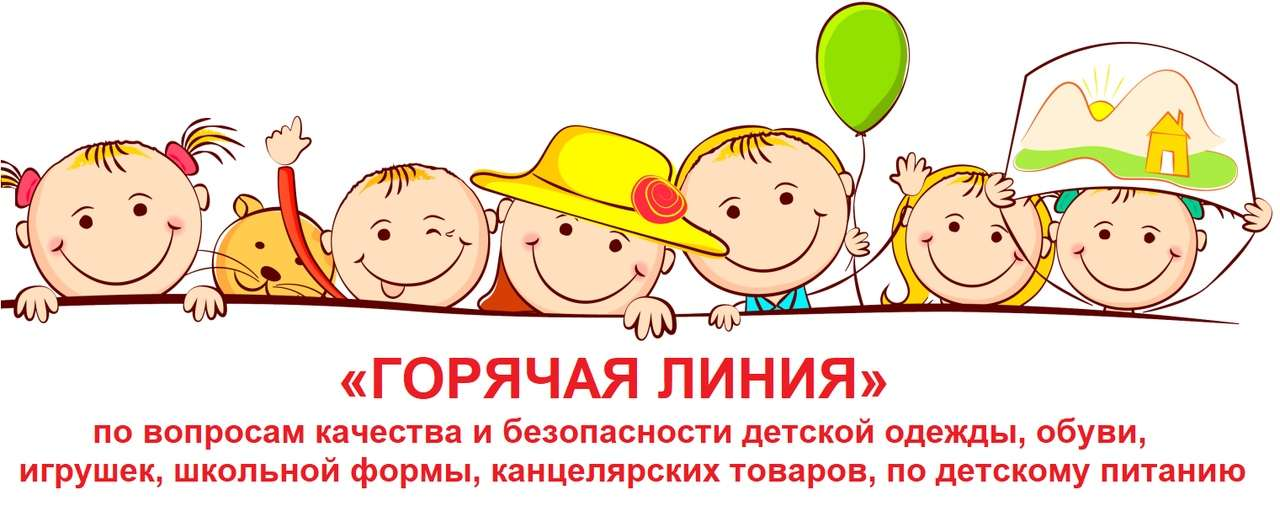 «ГОРЯЧАЯ ЛИНИЯ»
по вопросам качества и безопасности детской одежды, обуви,
игрушек, школьной формы, канцелярских товаров, по детскому питанию